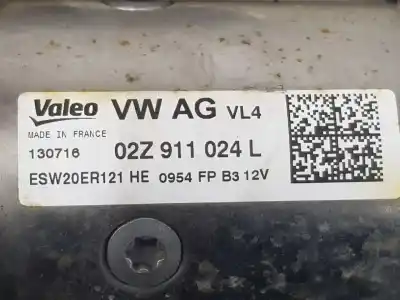 Valeo VW AG VL4
MADE IN FRANCE
130716 02Z 911 024 L
ESW20ER121 HE 0954 FP B3 12V